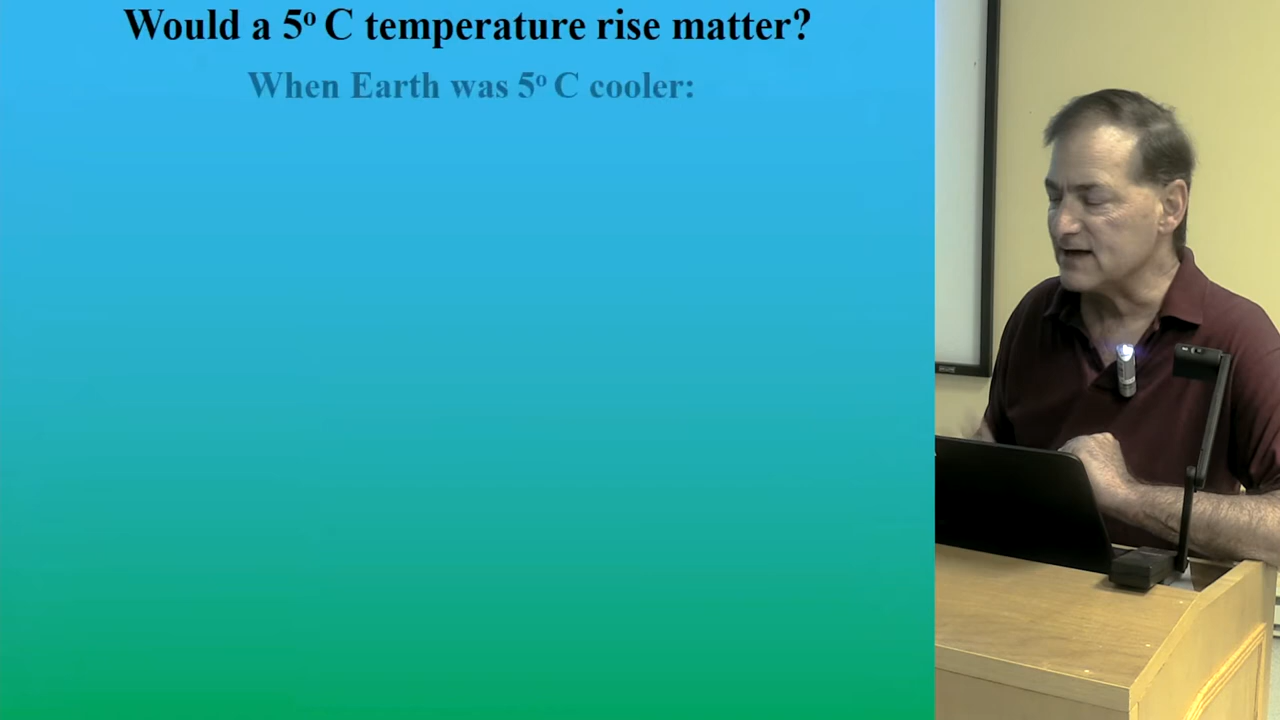 Would a 5º C temperature rise matter?
When Earth was 5º C cooler: